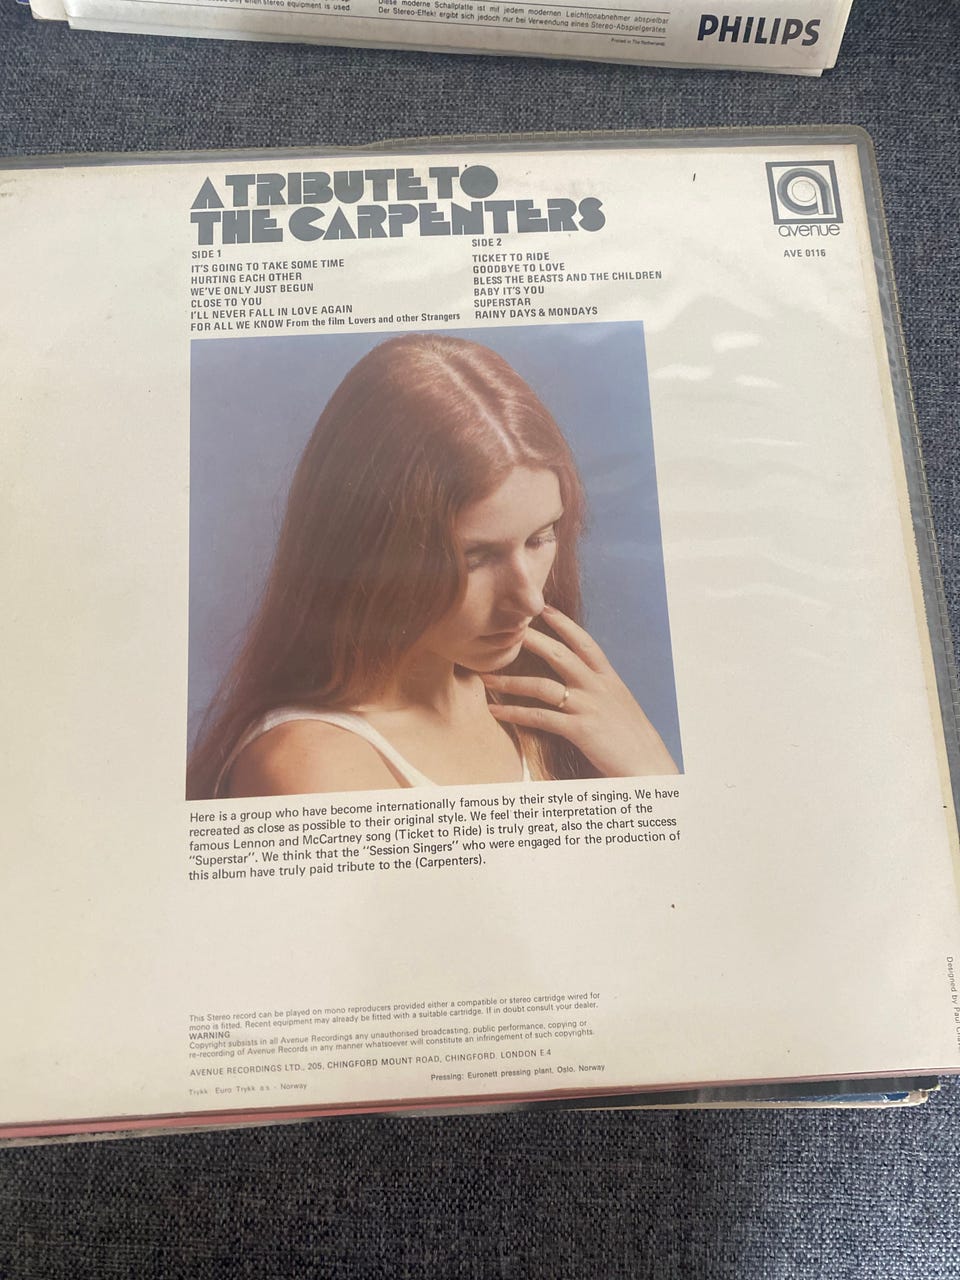 when stereo equipment is used
Diese moderne Schallplatte ist mit jedem modernen Leichttonabnehmer abspielbar
Der Stereo-Effekt ergibt sich jedoch nur bei Verwendung eines Stereo-Abspielgerätes
Printed in The Netherlands
PHILIPS
A TRIBUTE TO
THE CARPENTERS
avenue
AVE 0116
SIDE 1
IT'S GOING TO TAKE SOME TIME
HURTING EACH OTHER
WE'VE ONLY JUST BEGUN
CLOSE TO YOU
I'LL NEVER FALL IN LOVE AGAIN
FOR ALL WE KNOW From the film Lovers and other Strangers
SIDE 2
TICKET TO RIDE
GOODBYE TO LOVE
BLESS THE BEASTS AND THE CHILDREN
BABY IT'S YOU
SUPERSTAR
RAINY DAYS & MONDAYS
Here is a group who have become internationally famous by their style of singing. We have
recreated as close as possible to their original style. We feel their interpretation of the
famous Lennon and McCartney song (Ticket to Ride) is truly great, also the chart success
"Superstar". We think that the "Session Singers" who were engaged for the production of
this album have truly paid tribute to the (Carpenters).
This Stereo record can be played on mono reproducers provided either a compatible or stereo cartridge wired for
mono is fitted. Recent equipment may already be fitted with a suitable cartridge. If in doubt consult your dealer.
WARNING
Copyright subsists in all Avenue Recordings any unauthorised broadcasting, public performance, copying or
re-recording of Avenue Records in any manner whatsoever will constitute an infringement of such copyrights.
AVENUE RECORDINGS LTD., 205, CHINGFORD MOUNT ROAD, CHINGFORD. LONDON E.4
Trykk: Euro Trykk a.s - Norway
Pressing: Euronett pressing plant, Oslo, Norway
Designed by Paul